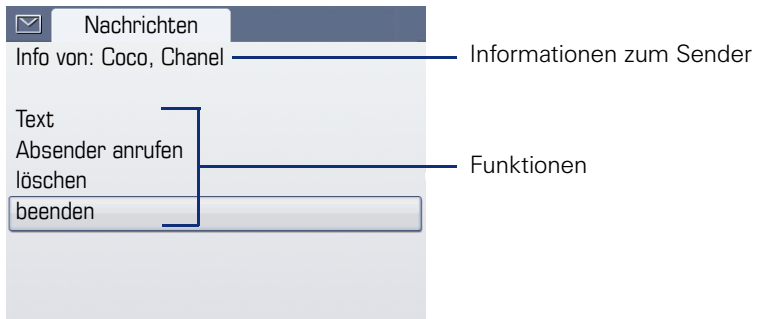 Nachrichten
Info von: Coco, Chanel
Informationen zum Sender
Text
Absender anrufen
löschen
beenden
Funktionen